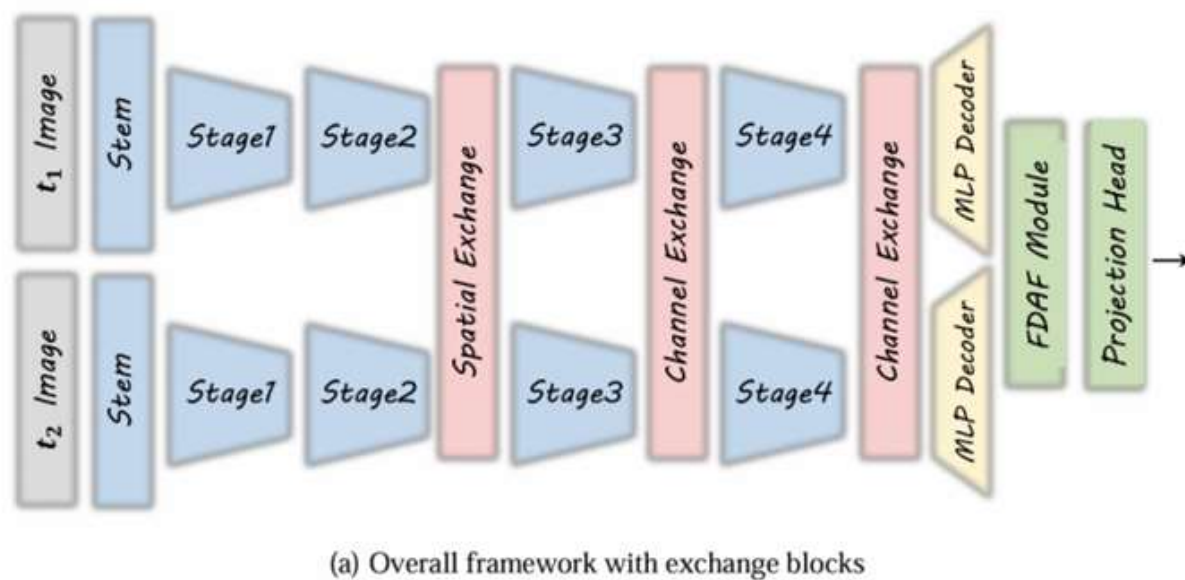 t1 Image
Stem
Stage1
Stage2
Spatial Exchange
Stage3
Channel Exchange
Stage4
Channel Exchange
MLP Decoder
FDAF Module
Projection Head
t2 Image
Stem
Stage1
Stage2
Stage3
Stage4
MLP Decoder
(a) Overall framework with exchange blocks